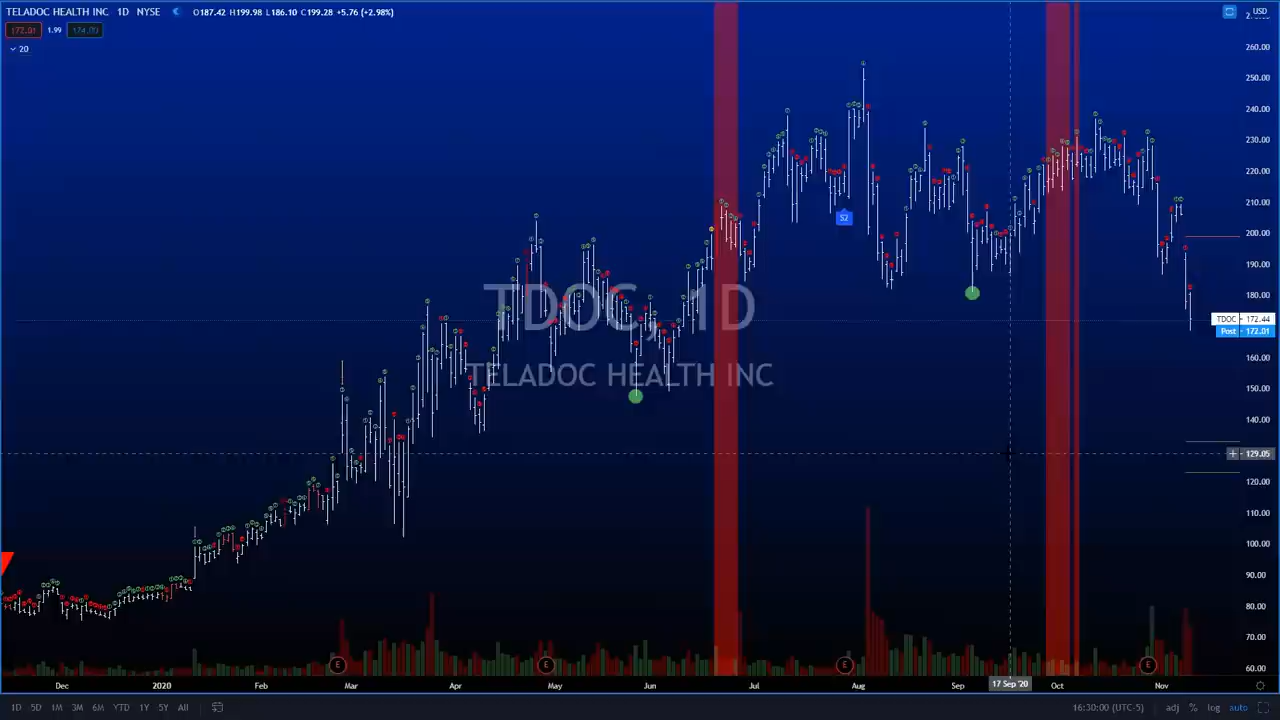 TELADOC HEALTH INC 1D NYSE O187.42 H199.98 L186.10 C199.28 +5.76 (+2.98%)
172.01 1.99 174.00
20
USD
260.00
250.00
240.00
230.00
220.00
210.00
200.00
190.00
180.00
TDOC 172.44
Post 172.01
160.00
150.00
140.00
129.05
120.00
110.00
100.00
90.00
80.00
70.00
60.00
S2
TDOC, 1D
TELADOC HEALTH INC
E E E E
Dec 2020 Feb Mar Apr May Jun Jul Aug Sep 17 Sep '20 Oct Nov
1D 5D 1M 3M 6M YTD 1Y 5Y All 16:30:00 (UTC-5) adj % log auto